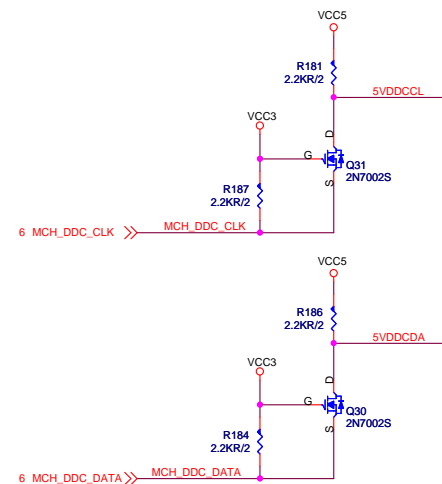 VCC5
R181
2.2KR/2
5VDDCCL
VCC3
D
G
Q31
2N7002S
S
R187
2.2KR/2
6 MCH_DDC_CLK
MCH_DDC_CLK
VCC5
R186
2.2KR/2
5VDDCDA
VCC3
D
G
Q30
2N7002S
S
R184
2.2KR/2
6 MCH_DDC_DATA
MCH_DDC_DATA